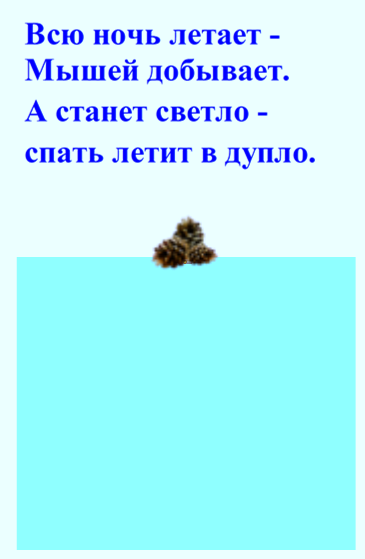 Всю ночь летает -
Мышей добывает.
А станет светло -
спать летит в дупло.